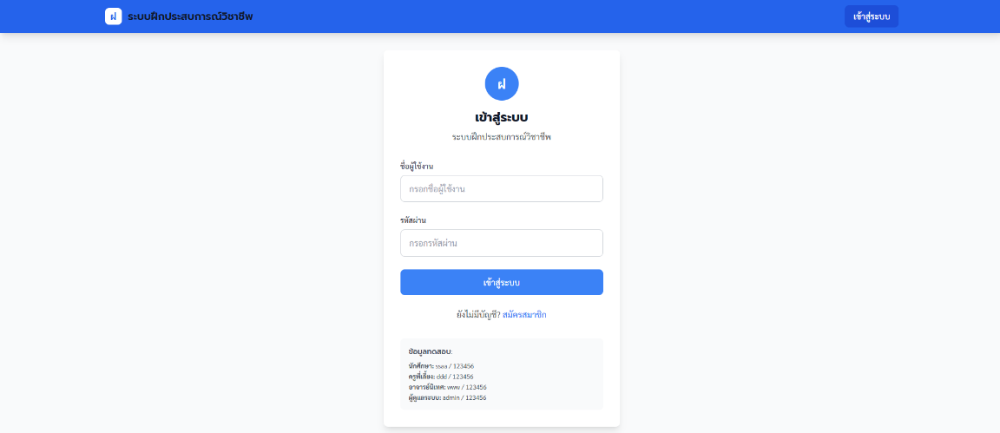 ฝ ระบบฝึกประสบการณ์วิชาชีพ
เข้าสู่ระบบ
ฝ
เข้าสู่ระบบ
ระบบฝึกประสบการณ์วิชาชีพ
ชื่อผู้ใช้งาน
กรอกชื่อผู้ใช้งาน
รหัสผ่าน
กรอกรหัสผ่าน
เข้าสู่ระบบ
ยังไม่มีบัญชี? สมัครสมาชิก
ข้อมูลทดสอบ:
นักศึกษา: ssaa / 123456
ครูพี่เลี้ยง: ddd / 123456
อาจารย์นิเทศ: www / 123456
ผู้ดูแลระบบ: admin / 123456